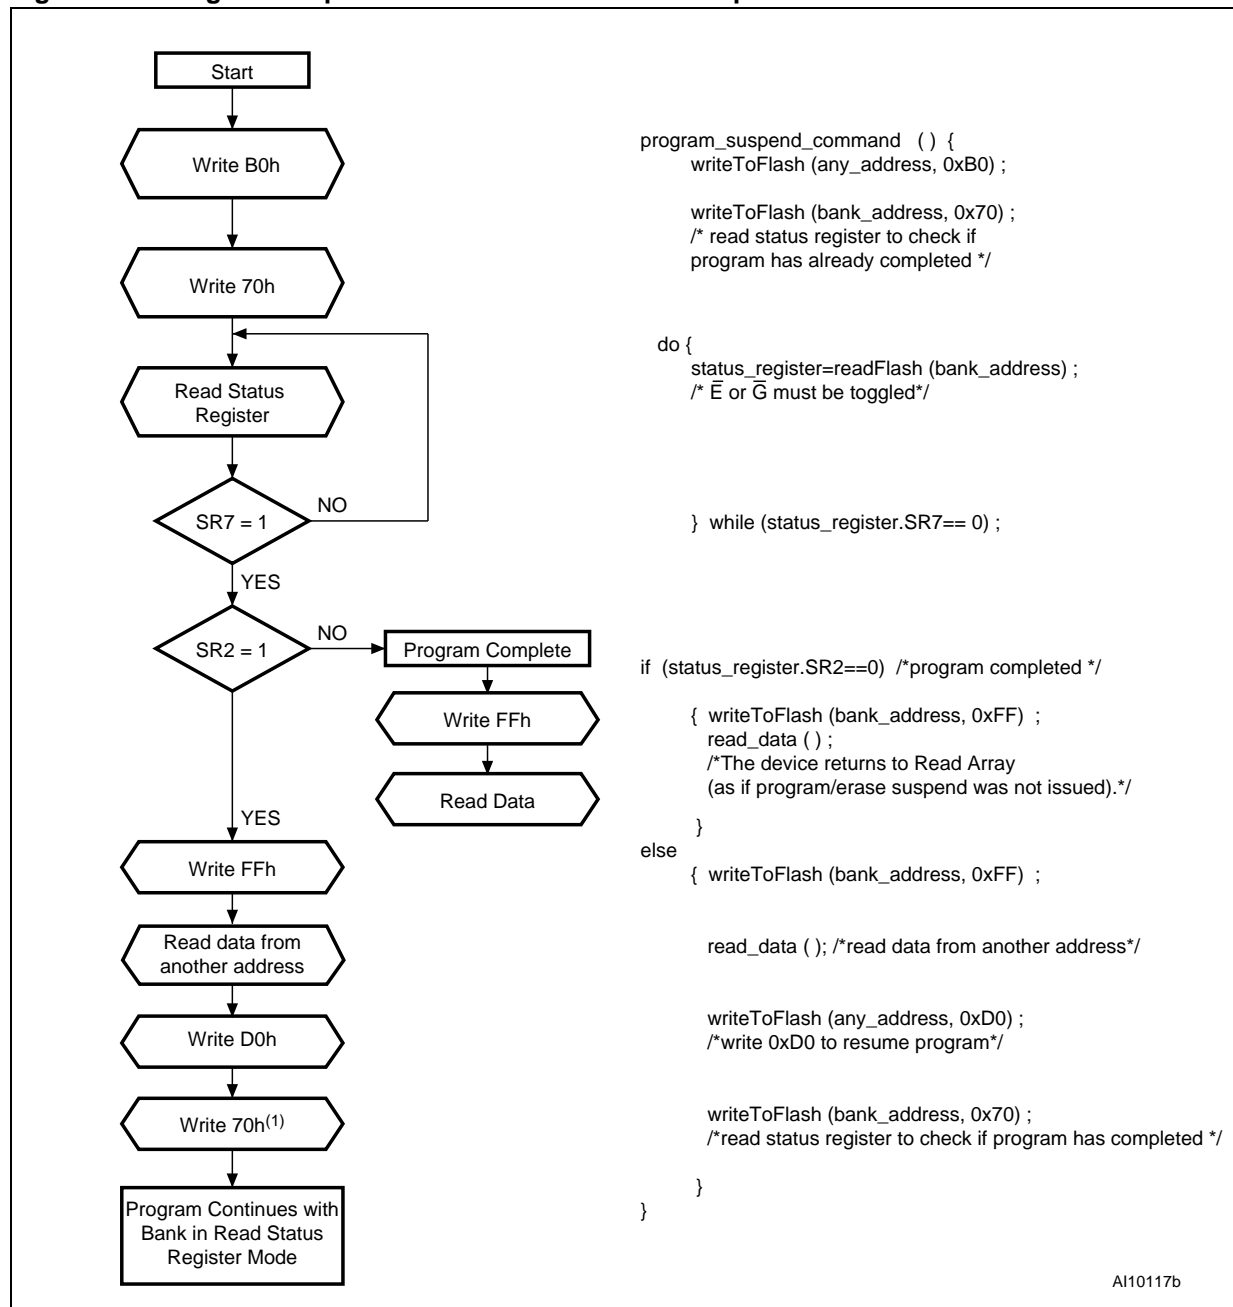 Start
Write B0h
Write 70h
Read Status
Register
SR7 = 1
NO
YES
SR2 = 1
NO
Program Complete
Write FFh
Read Data
YES
Write FFh
Read data from
another address
Write D0h
Write 70h(1)
Program Continues with
Bank in Read Status
Register Mode
program_suspend_command ( ) {
writeToFlash (any_address, 0xB0) ;
writeToFlash (bank_address, 0x70) ;
/* read status register to check if
program has already completed */
do {
status_register=readFlash (bank_address) ;
/* E̅ or G̅ must be toggled*/
} while (status_register.SR7== 0) ;
if (status_register.SR2==0) /*program completed */
{ writeToFlash (bank_address, 0xFF) ;
read_data ( ) ;
/*The device returns to Read Array
(as if program/erase suspend was not issued).*/
}
else
{ writeToFlash (bank_address, 0xFF) ;
read_data ( ); /*read data from another address*/
writeToFlash (any_address, 0xD0) ;
/*write 0xD0 to resume program*/
writeToFlash (bank_address, 0x70) ;
/*read status register to check if program has completed */
}
}
AI10117b